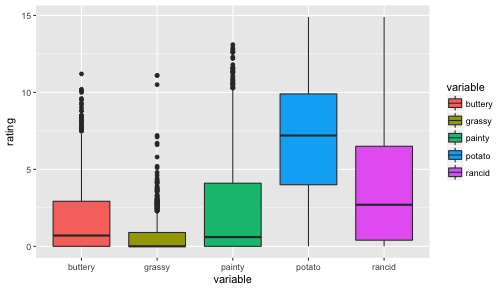 15
10
5
0
rating
buttery grassy painty potato rancid
variable
variable
buttery
grassy
painty
potato
rancid